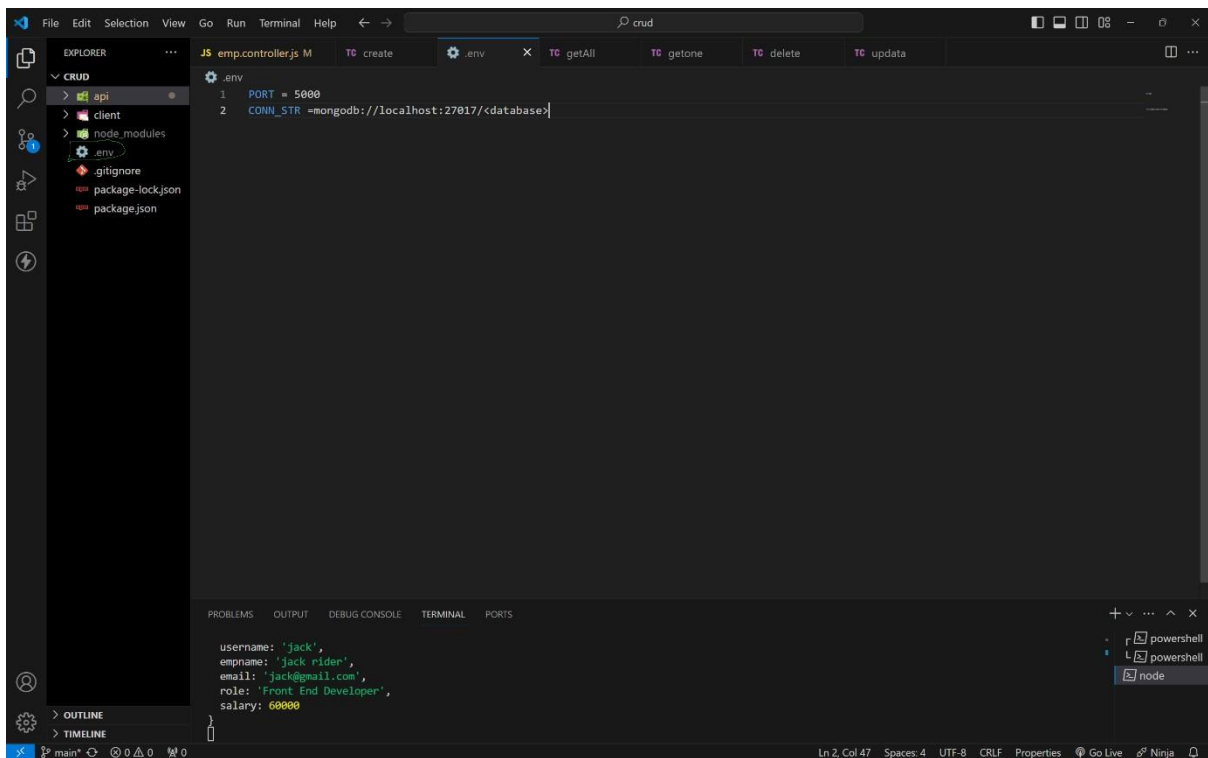 File Edit Selection View Go Run Terminal Help crud
EXPLORER
JS emp.controller.js M TC create .env TC getAll TC getone TC delete TC updata
CRUD
api
client
node_modules
.env
.gitignore
package-lock.json
package.json
.env
1 PORT = 5000
2 CONN_STR =mongodb://localhost:27017/<database>
1
PROBLEMS OUTPUT DEBUG CONSOLE TERMINAL PORTS
username: 'jack',
empname: 'jack rider',
email: 'jack@gmail.com',
role: 'Front End Developer',
salary: 60000
}
powershell
powershell
node
OUTLINE
TIMELINE
main* 0 0 0 Ln 2, Col 47 Spaces: 4 UTF-8 CRLF Properties Go Live Ninja